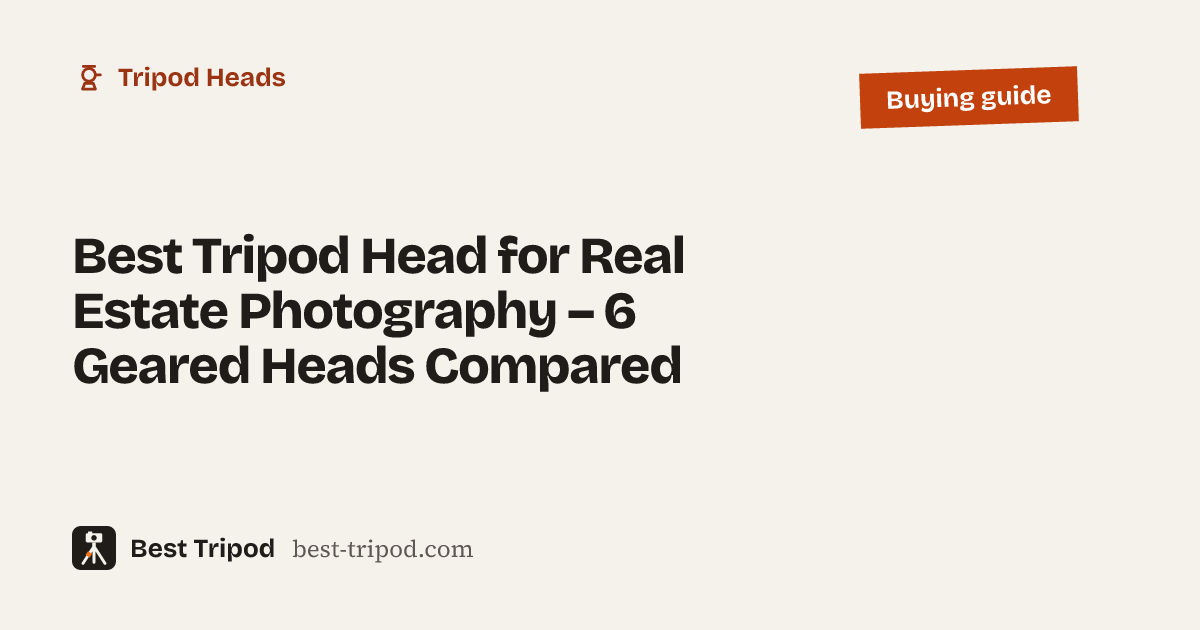 Tripod Heads
Buying guide
Best Tripod Head for Real
Estate Photography – 6
Geared Heads Compared
Best Tripod best-tripod.com